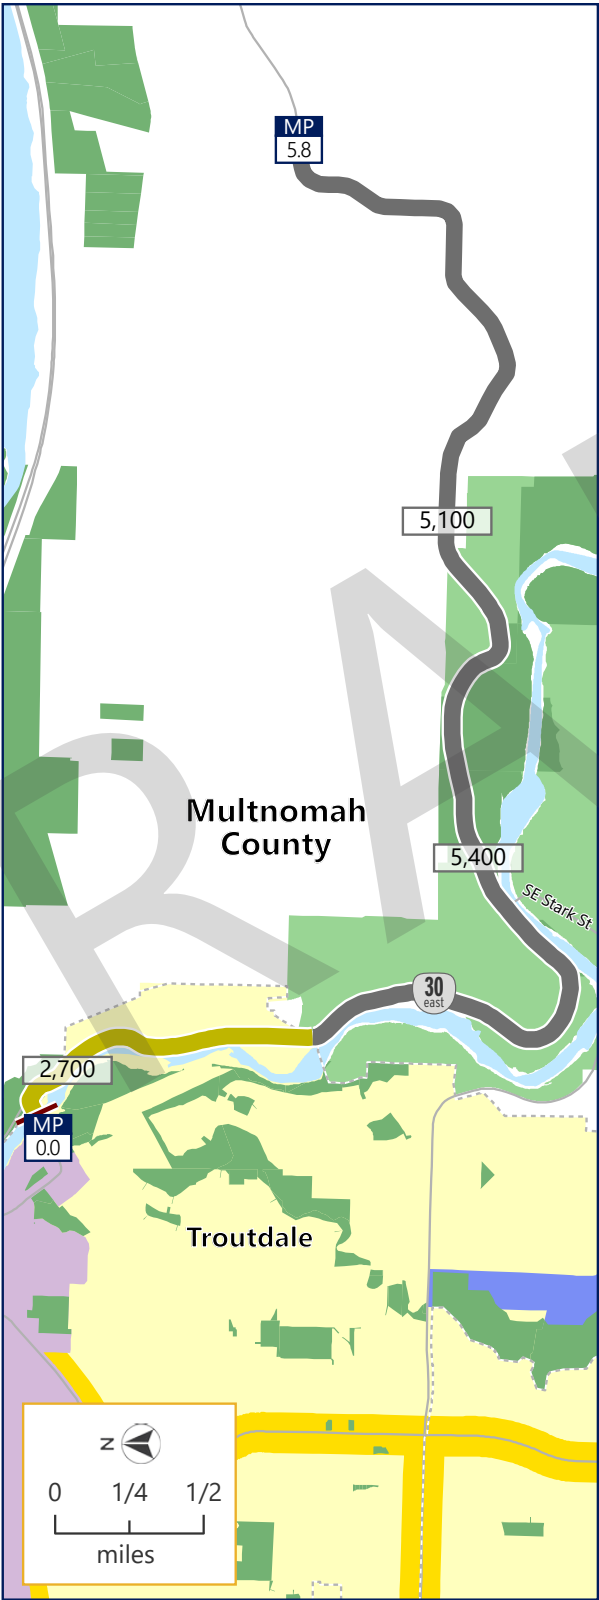 MP
5.8
5,100
Multnomah
County
5,400
SE Stark St
30
east
2,700
MP
0.0
Troutdale
N
0 1/4 1/2
miles
RA